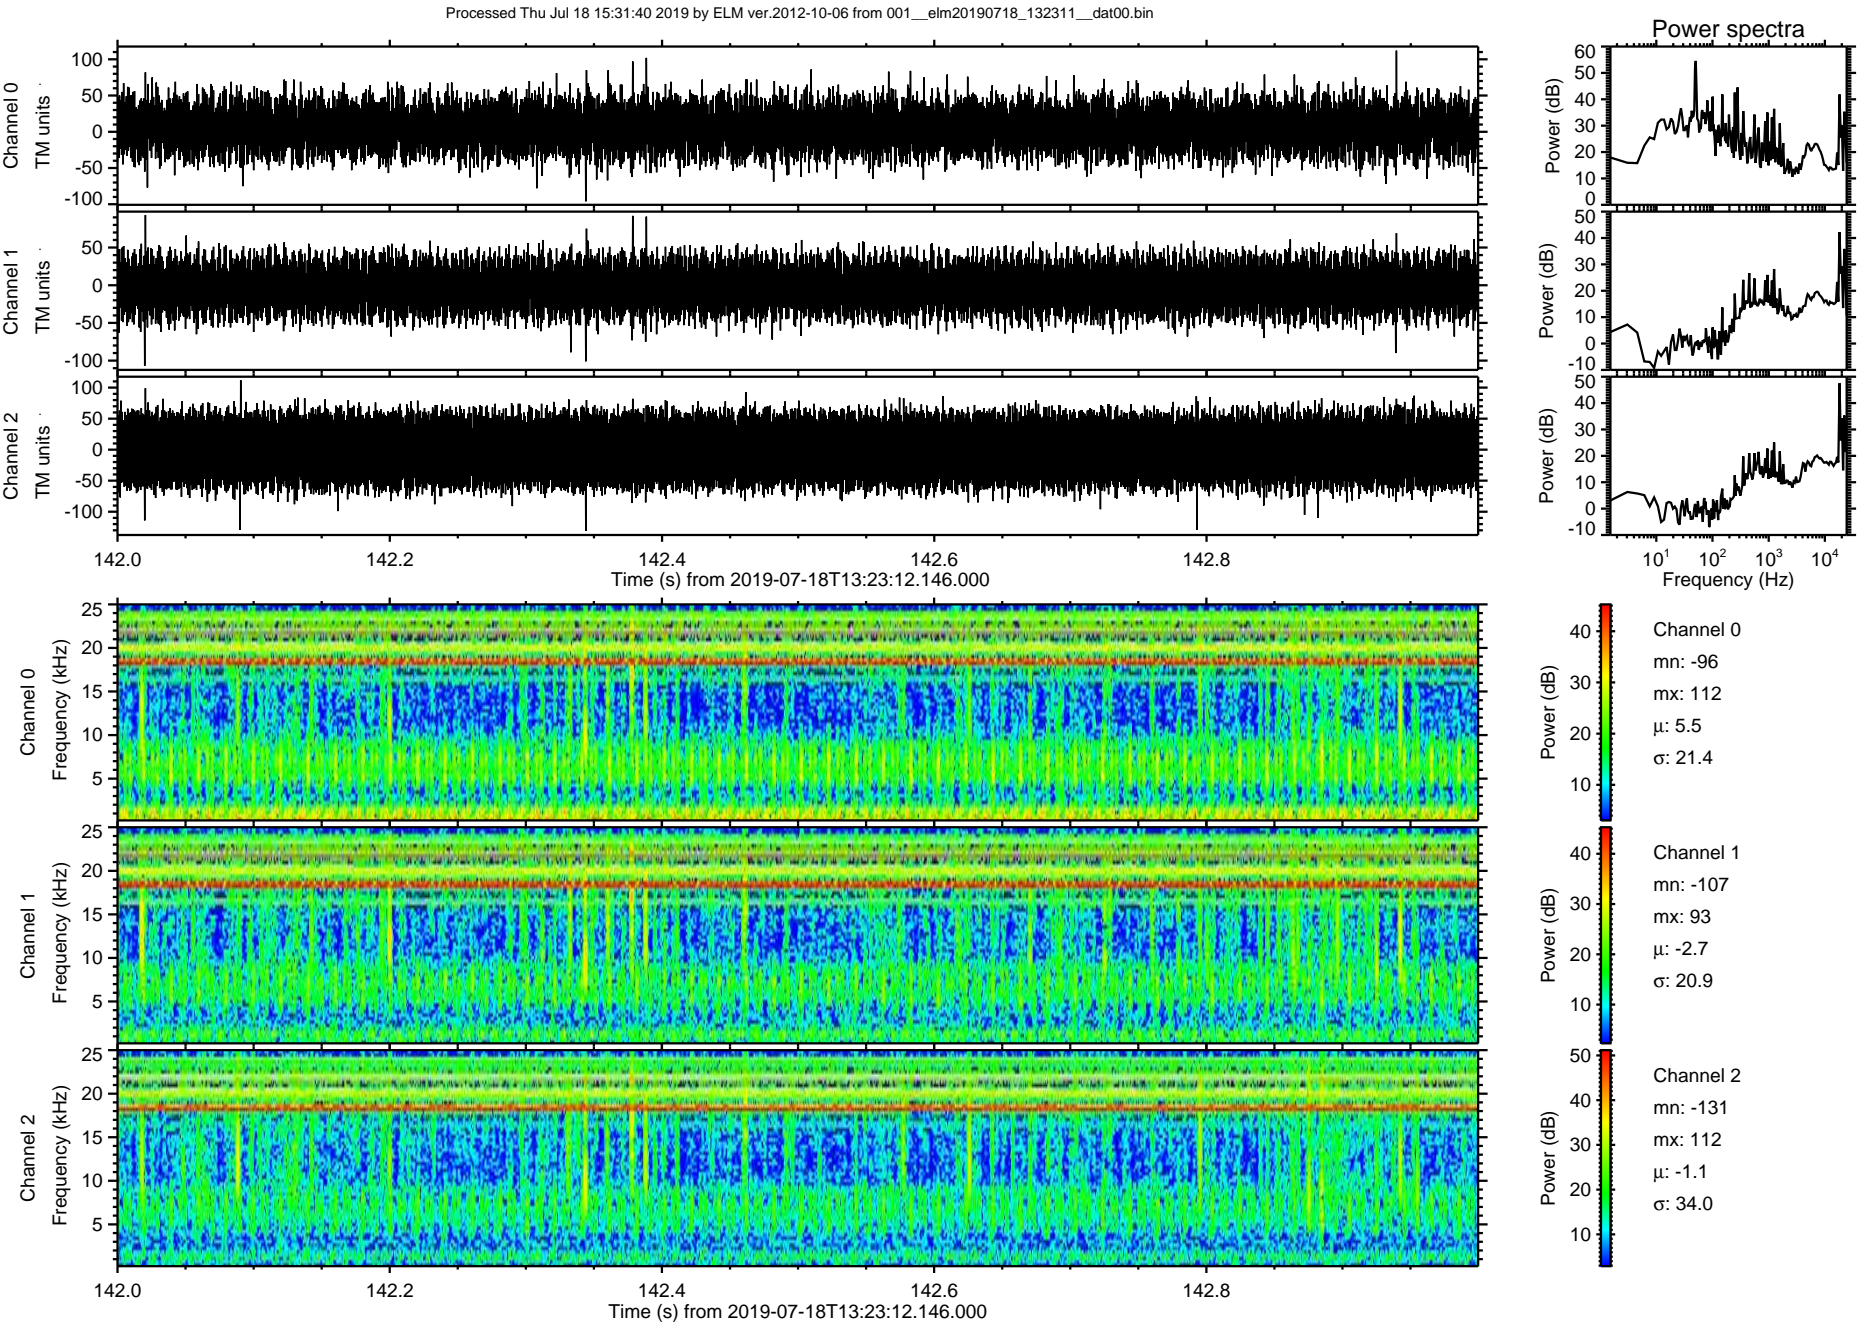 Processed Thu Jul 18 15:31:40 2019 by ELM ver.2012-10-06 from 001__elm20190718_132311__dat00.bin
Power spectra
Channel 0
TM units
100
50
0
-50
-100
Power (dB)
60
50
40
30
20
10
0
Channel 1
TM units
50
0
-50
-100
Power (dB)
50
40
30
20
10
0
-10
Channel 2
TM units
100
50
0
-50
-100
Power (dB)
50
40
30
20
10
0
-10
142.0 142.2 142.4 142.6 142.8
Time (s) from 2019-07-18T13:23:12.146.000
10¹ 10² 10³ 10⁴
Frequency (Hz)
Channel 0
Frequency (kHz)
25
20
15
10
5
Power (dB)
40
30
20
10
Channel 0
mn: -96
mx: 112
μ: 5.5
σ: 21.4
Channel 1
Frequency (kHz)
25
20
15
10
5
Power (dB)
40
30
20
10
Channel 1
mn: -107
mx: 93
μ: -2.7
σ: 20.9
Channel 2
Frequency (kHz)
25
20
15
10
5
Power (dB)
50
40
30
20
10
Channel 2
mn: -131
mx: 112
μ: -1.1
σ: 34.0
142.0 142.2 142.4 142.6 142.8
Time (s) from 2019-07-18T13:23:12.146.000